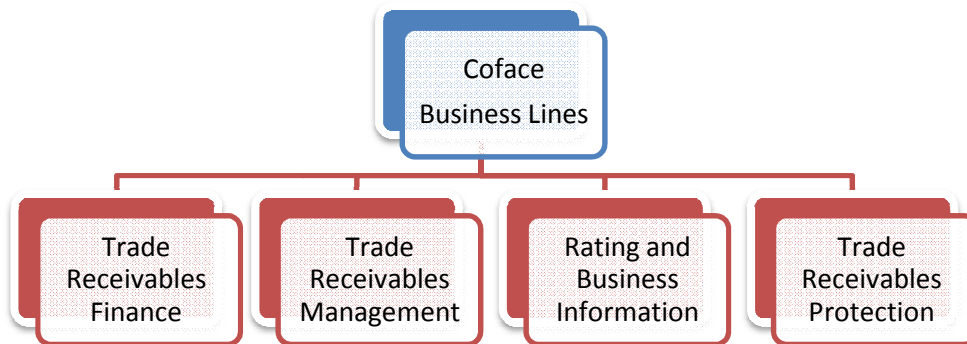 Coface
Business Lines
Trade
Receivables
Finance
Trade
Receivables
Management
Rating and
Business
Information
Trade
Receivables
Protection